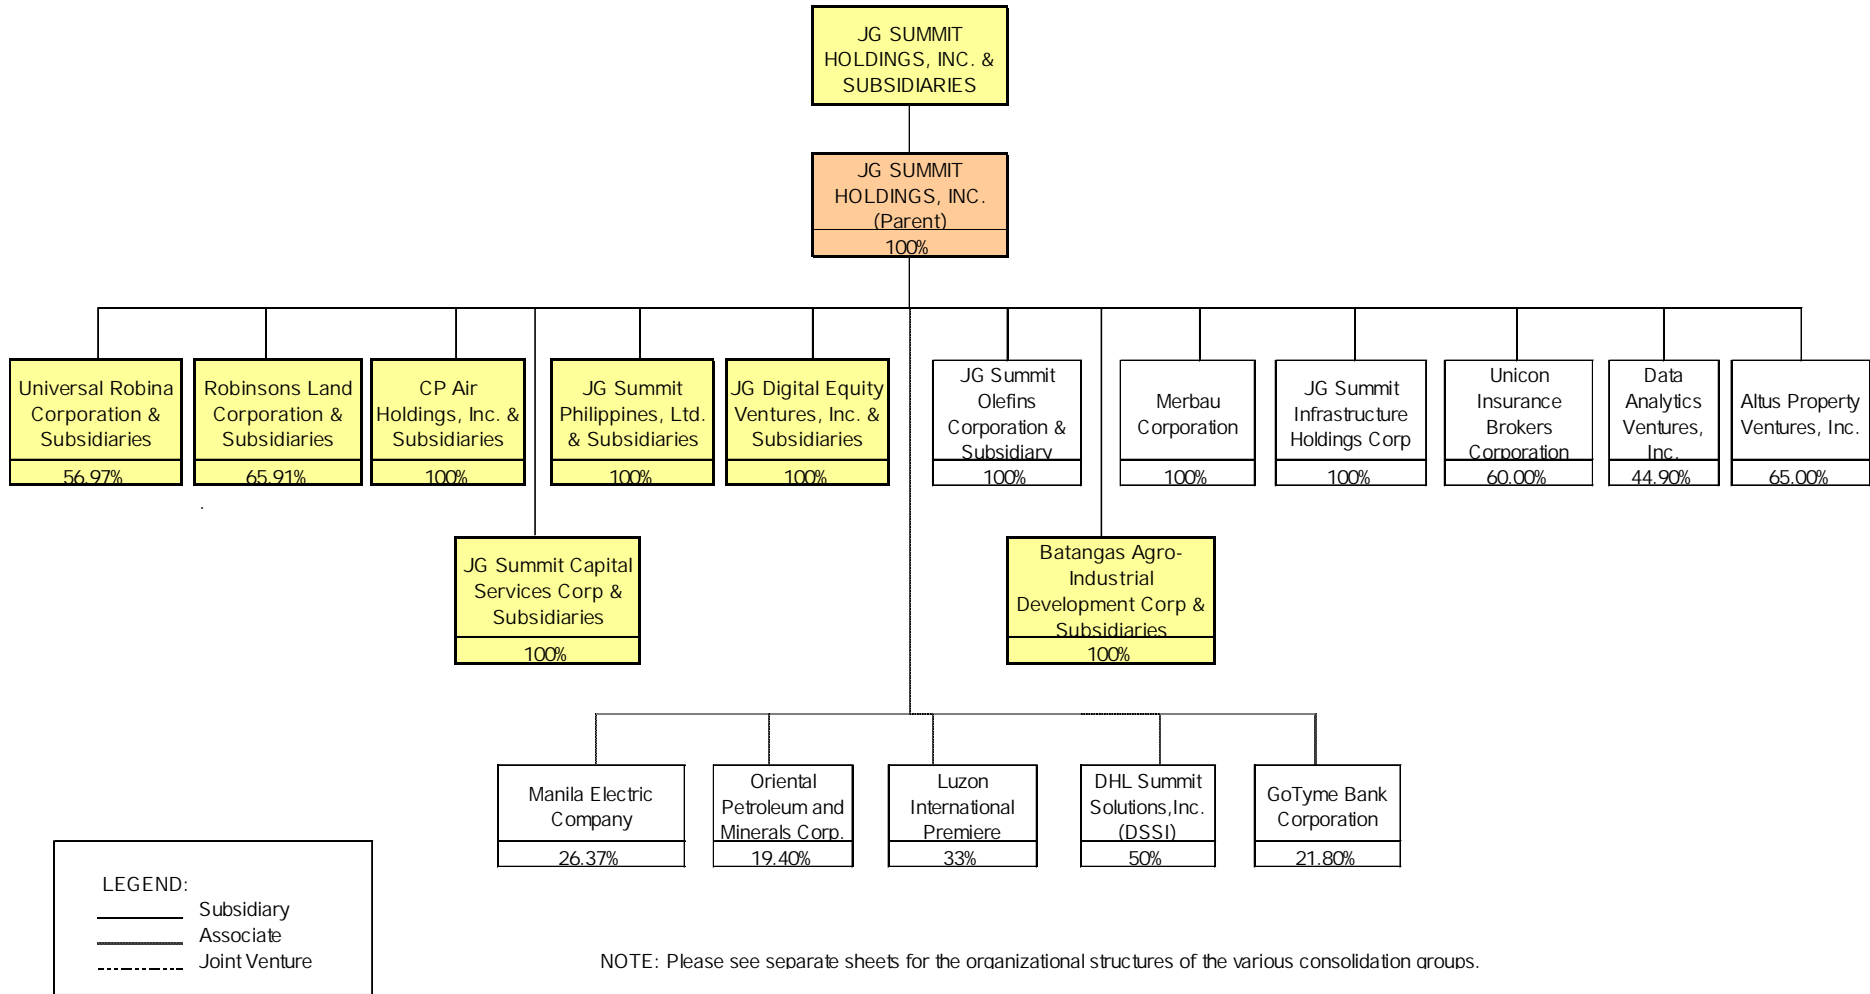 JG SUMMIT
HOLDINGS, INC. &
SUBSIDIARIES
JG SUMMIT
HOLDINGS, INC.
(Parent)
100%
Universal Robina
Corporation &
Subsidiaries
56.97%
Robinsons Land
Corporation &
Subsidiaries
65.91%
CP Air
Holdings, Inc. &
Subsidiaries
100%
JG Summit
Philippines, Ltd.
& Subsidiaries
100%
JG Digital Equity
Ventures, Inc. &
Subsidiaries
100%
JG Summit
Olefins
Corporation &
Subsidiary
100%
Merbau
Corporation
100%
JG Summit
Infrastructure
Holdings Corp
100%
Unicon
Insurance
Brokers
Corporation
60.00%
Data
Analytics
Ventures,
Inc.
44.90%
Altus Property
Ventures, Inc.
65.00%
JG Summit Capital
Services Corp &
Subsidiaries
100%
Batangas Agro-
Industrial
Development Corp &
Subsidiaries
100%
Manila Electric
Company
26.37%
Oriental
Petroleum and
Minerals Corp.
19.40%
Luzon
International
Premiere
33%
DHL Summit
Solutions,Inc.
(DSSI)
50%
GoTyme Bank
Corporation
21.80%
LEGEND:
Subsidiary
Associate
Joint Venture
NOTE: Please see separate sheets for the organizational structures of the various consolidation groups.